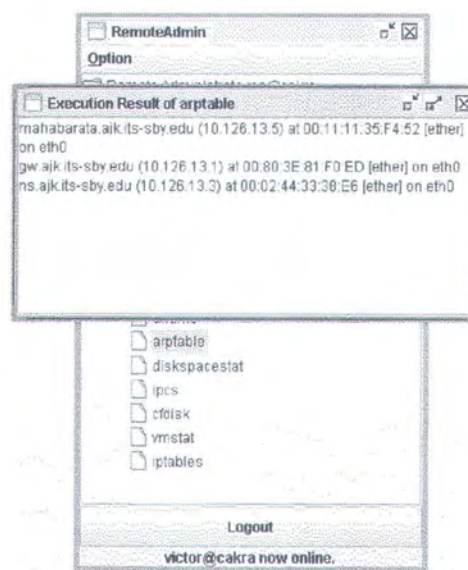 RemoteAdmin
Option
Execution Result of arptable
mahabarata.ajk.its-sby.edu (10.126.13.5) at 00:11:11:35:F4:52 [ether]
on eth0
gw.ajk.its-sby.edu (10.126.13.1) at 00:80:3E:81:F0:ED [ether] on eth0
ns.ajk.its-sby.edu (10.126.13.3) at 00:02:44:33:38:E6 [ether] on eth0
arptable
diskspacestat
ipcs
cfdisk
vmstat
iptables
Logout
victor@cakra now online.